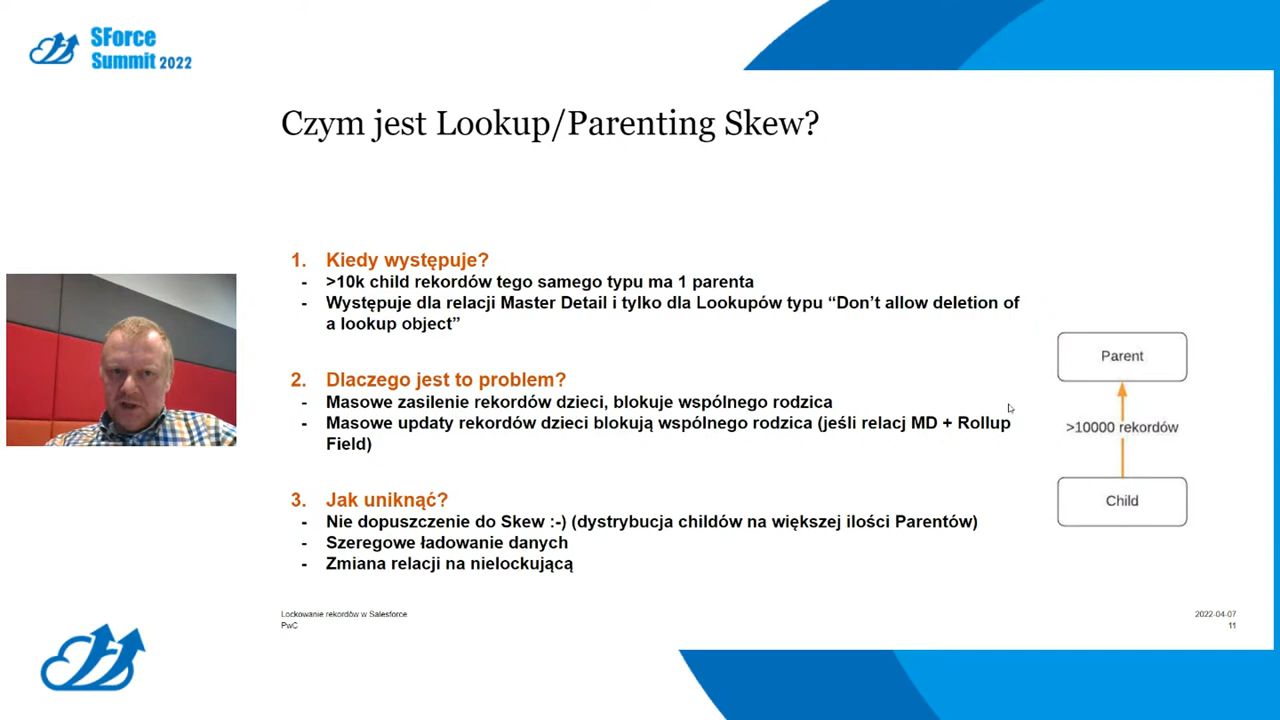 SForce
Summit 2022
Czym jest Lookup/Parenting Skew?
1. Kiedy występuje?
- >10k child rekordów tego samego typu ma 1 parenta
- Występuje dla relacji Master Detail i tylko dla Lookupów typu “Don’t allow deletion of
a lookup object”
2. Dlaczego jest to problem?
- Masowe zasilenie rekordów dzieci, blokuje wspólnego rodzica
- Masowe updaty rekordów dzieci blokują wspólnego rodzica (jeśli relacj MD + Rollup
Field)
3. Jak uniknąć?
- Nie dopuszczenie do Skew :-) (dystrybucja childów na większej ilości Parentów)
- Szeregowe ładowanie danych
- Zmiana relacji na nielockującą
Parent
>10000 rekordów
Child
Lockowanie rekordów w Salesforce
PwC
2022-04-07
11